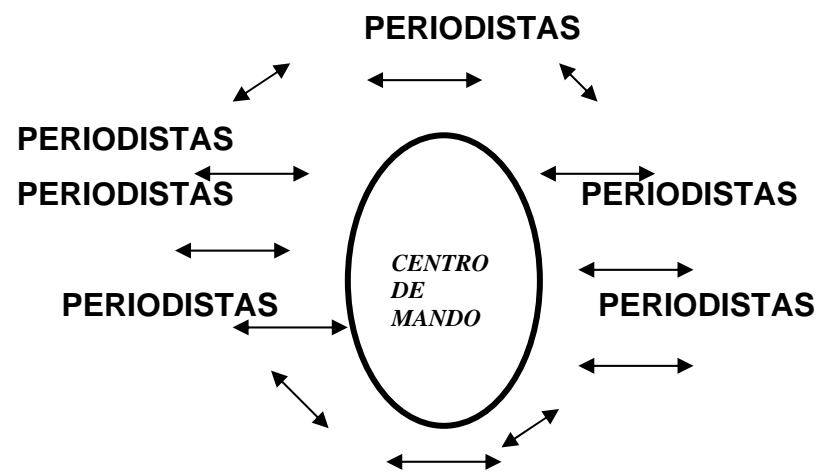 PERIODISTAS
PERIODISTAS
PERIODISTAS
PERIODISTAS
CENTRO
DE
MANDO
PERIODISTAS
PERIODISTAS